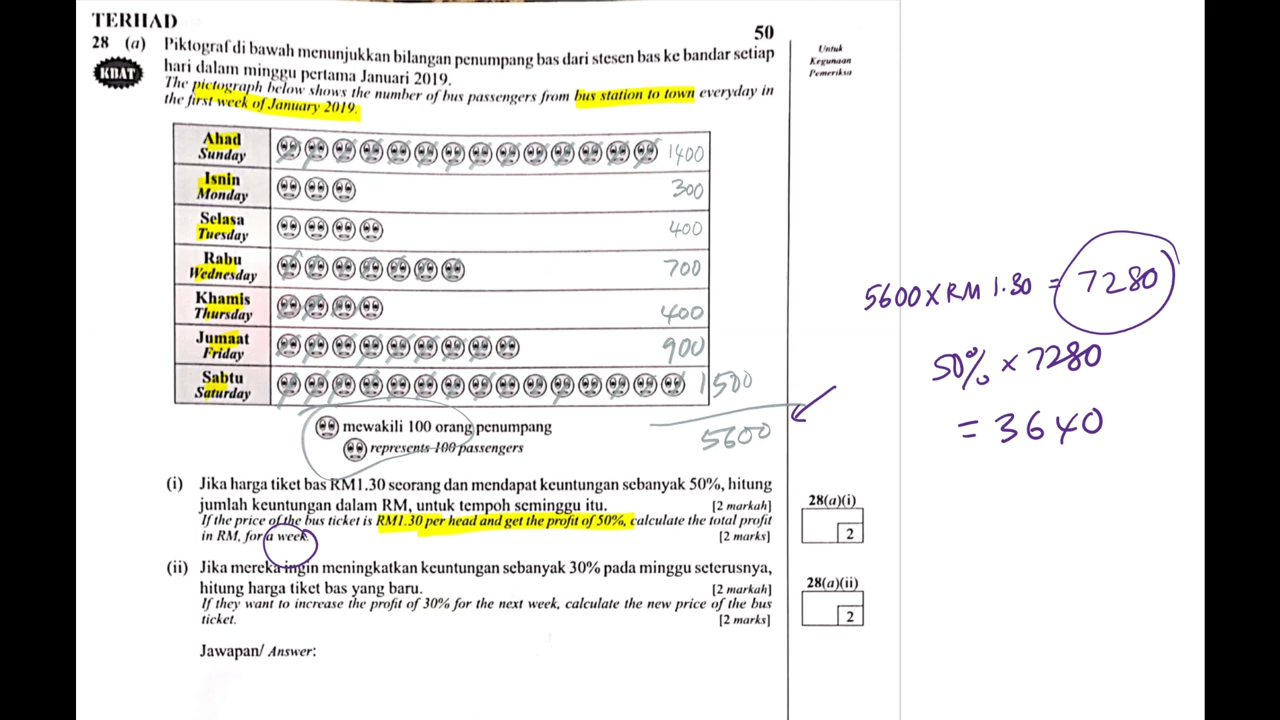 TERHAD
50
28 (a) Piktograf di bawah menunjukkan bilangan penumpang bas dari stesen bas ke bandar setiap
hari dalam minggu pertama Januari 2019.
KBAT
The pictograph below shows the number of bus passengers from bus station to town everyday in
the first week of January 2019.
Untuk
Kegunaan
Pemeriksa
Ahad
Sunday
1400
Isnin
Monday
300
Selasa
Tuesday
400
Rabu
Wednesday
700
Khamis
Thursday
400
Jumaat
Friday
900
Sabtu
Saturday
1500
5600
mewakili 100 orang penumpang
represents 100 passengers
5600 X RM 1.30 = 7280
50% x 7280
= 3640
(i) Jika harga tiket bas RM1.30 seorang dan mendapat keuntungan sebanyak 50%, hitung
jumlah keuntungan dalam RM, untuk tempoh seminggu itu. [2 markah]
If the price of the bus ticket is RM1.30 per head and get the profit of 50%, calculate the total profit
in RM, for a week [2 marks]
28(a)(i)
2
(ii) Jika mereka ingin meningkatkan keuntungan sebanyak 30% pada minggu seterusnya,
hitung harga tiket bas yang baru. [2 markah]
If they want to increase the profit of 30% for the next week, calculate the new price of the bus
ticket. [2 marks]
28(a)(ii)
2
Jawapan/ Answer: